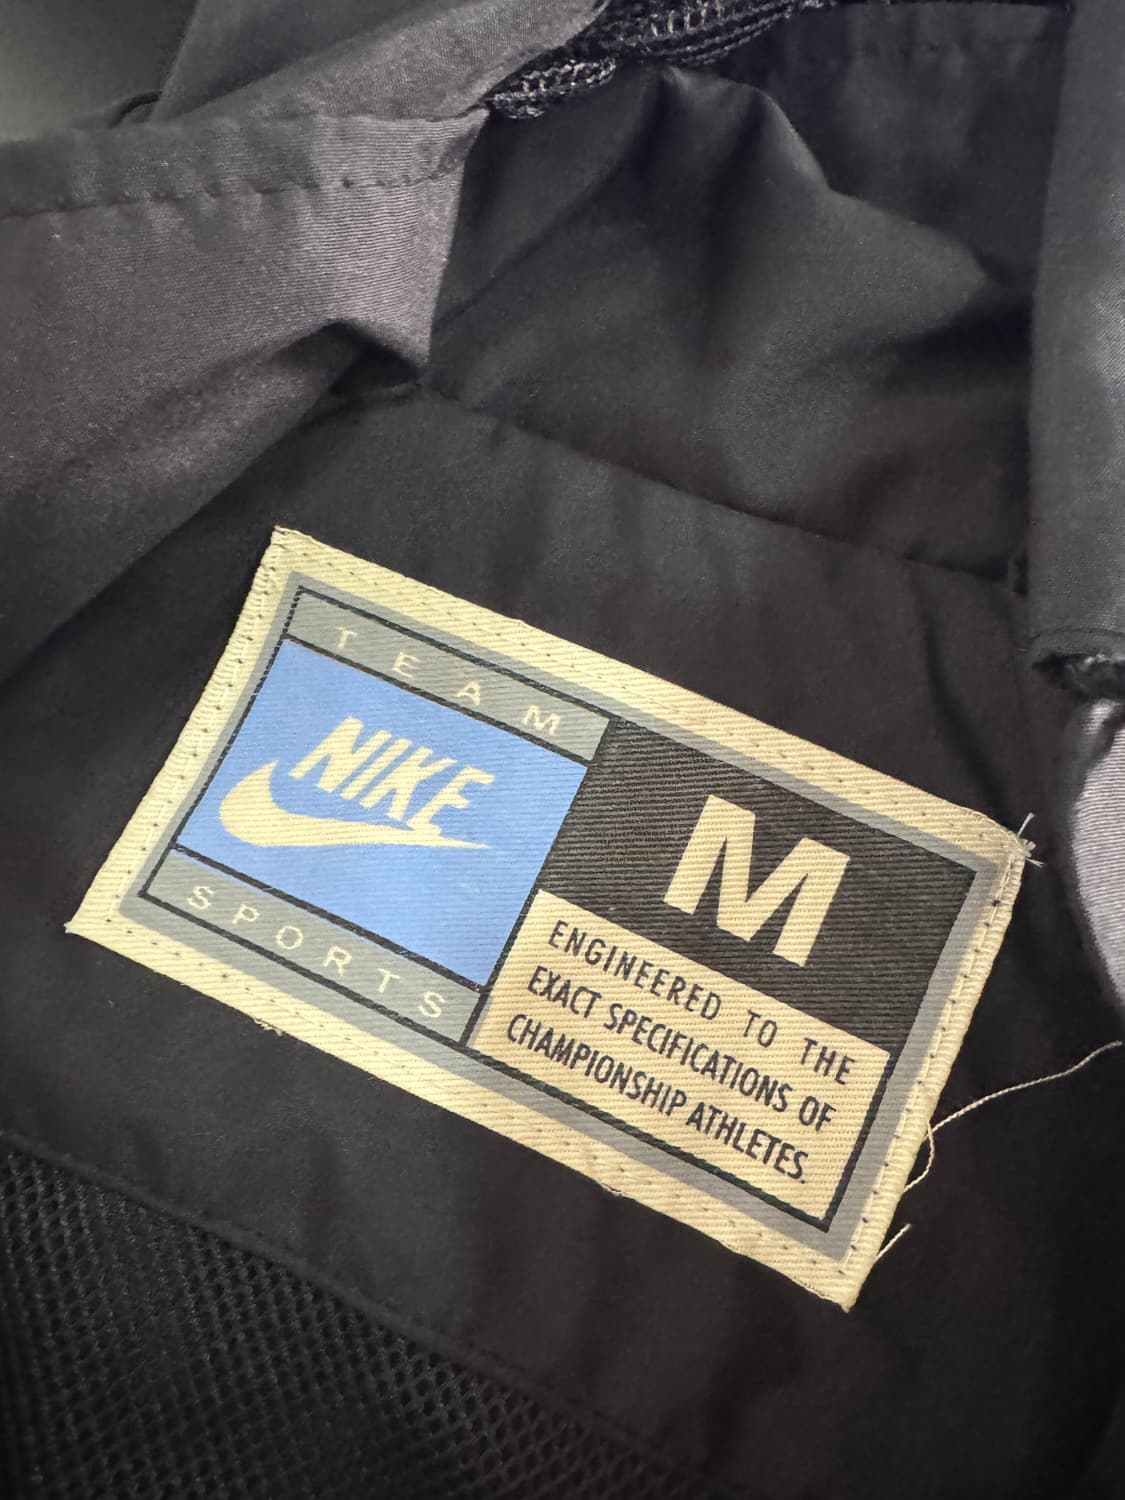 TEAM
NIKE
SPORTS
M
ENGINEERED TO THE
EXACT SPECIFICATIONS OF
CHAMPIONSHIP ATHLETES.